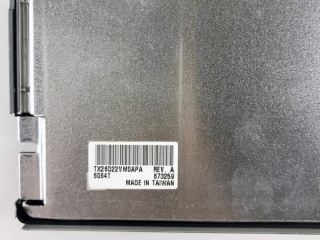 TX26D22VM0APA REV. A
6064T 673259
MADE IN TAIWAN